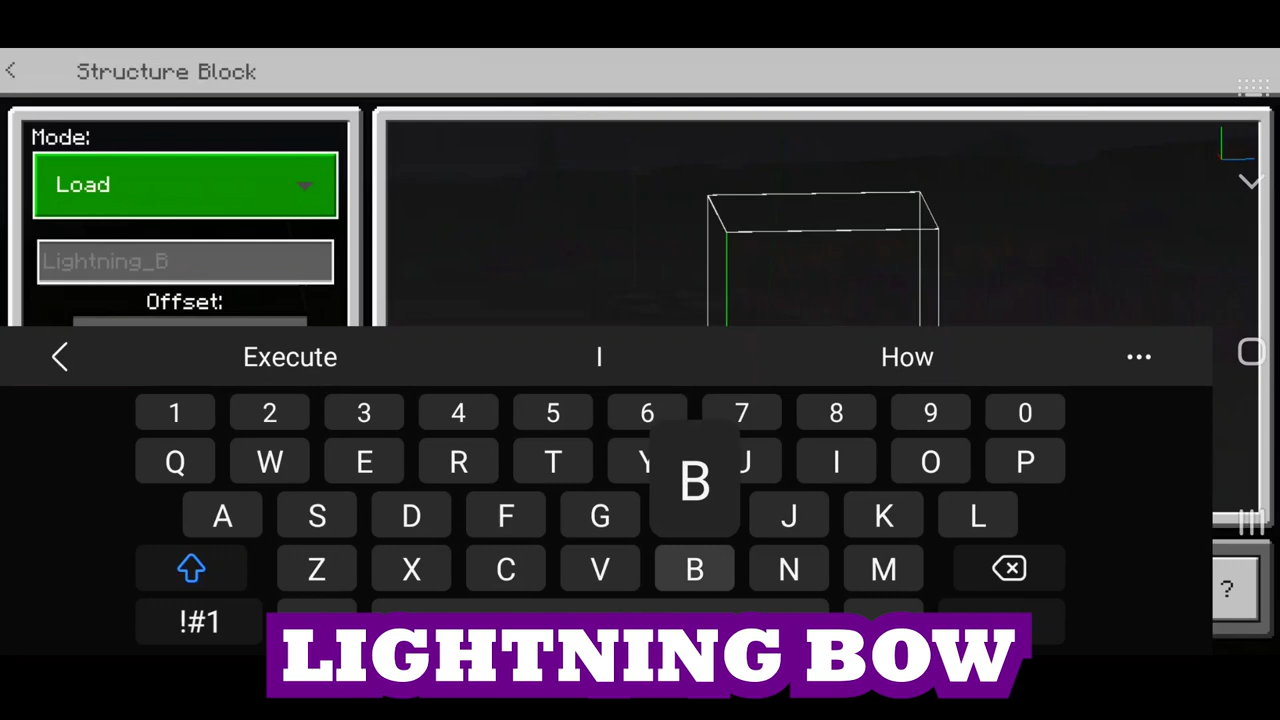 Structure Block
Mode:
Load
Lightning_B
Offset:
Execute I How
1 2 3 4 5 6 7 8 9 0
Q W E R T Y U I O P
B
A S D F G J K L
Z X C V B N M
!#1
?
LIGHTNING BOW